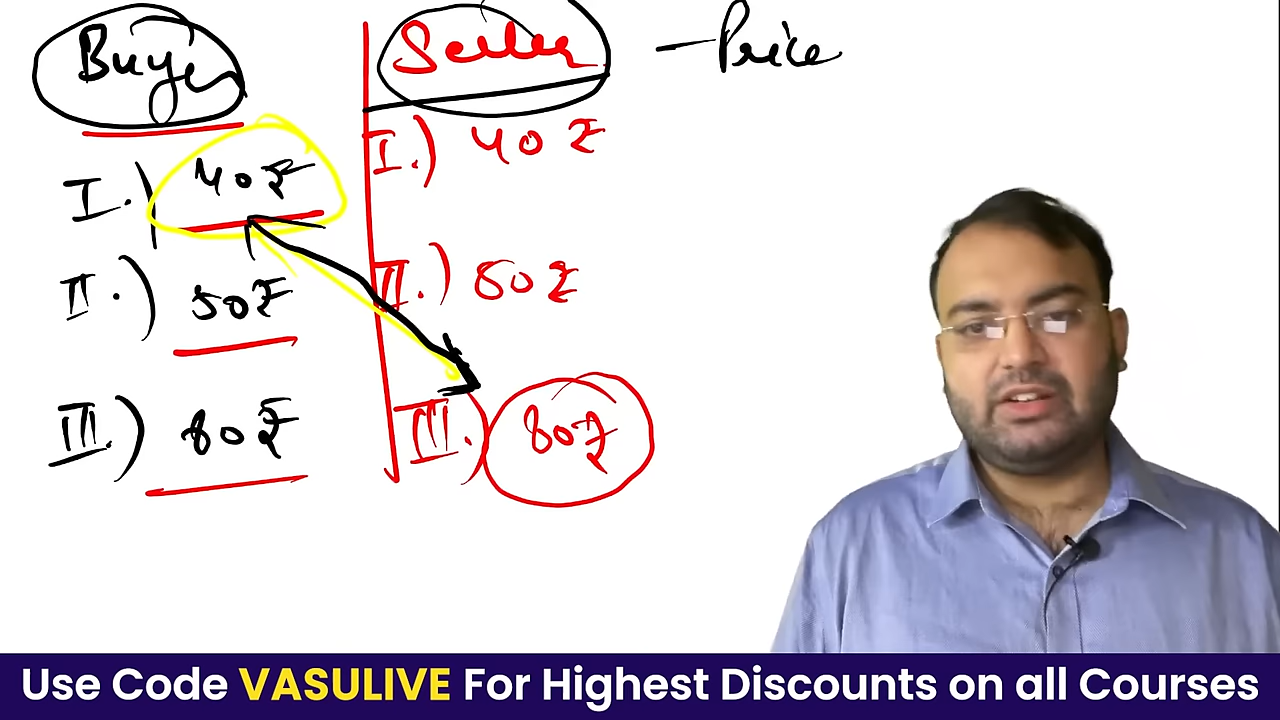 Buyer
Seller
– Price
I.) 40₹
I.) 40₹
II.) 50₹
II.) 50₹
III.) 80₹
III.) 80₹
Use Code VASULIVE For Highest Discounts on all Courses